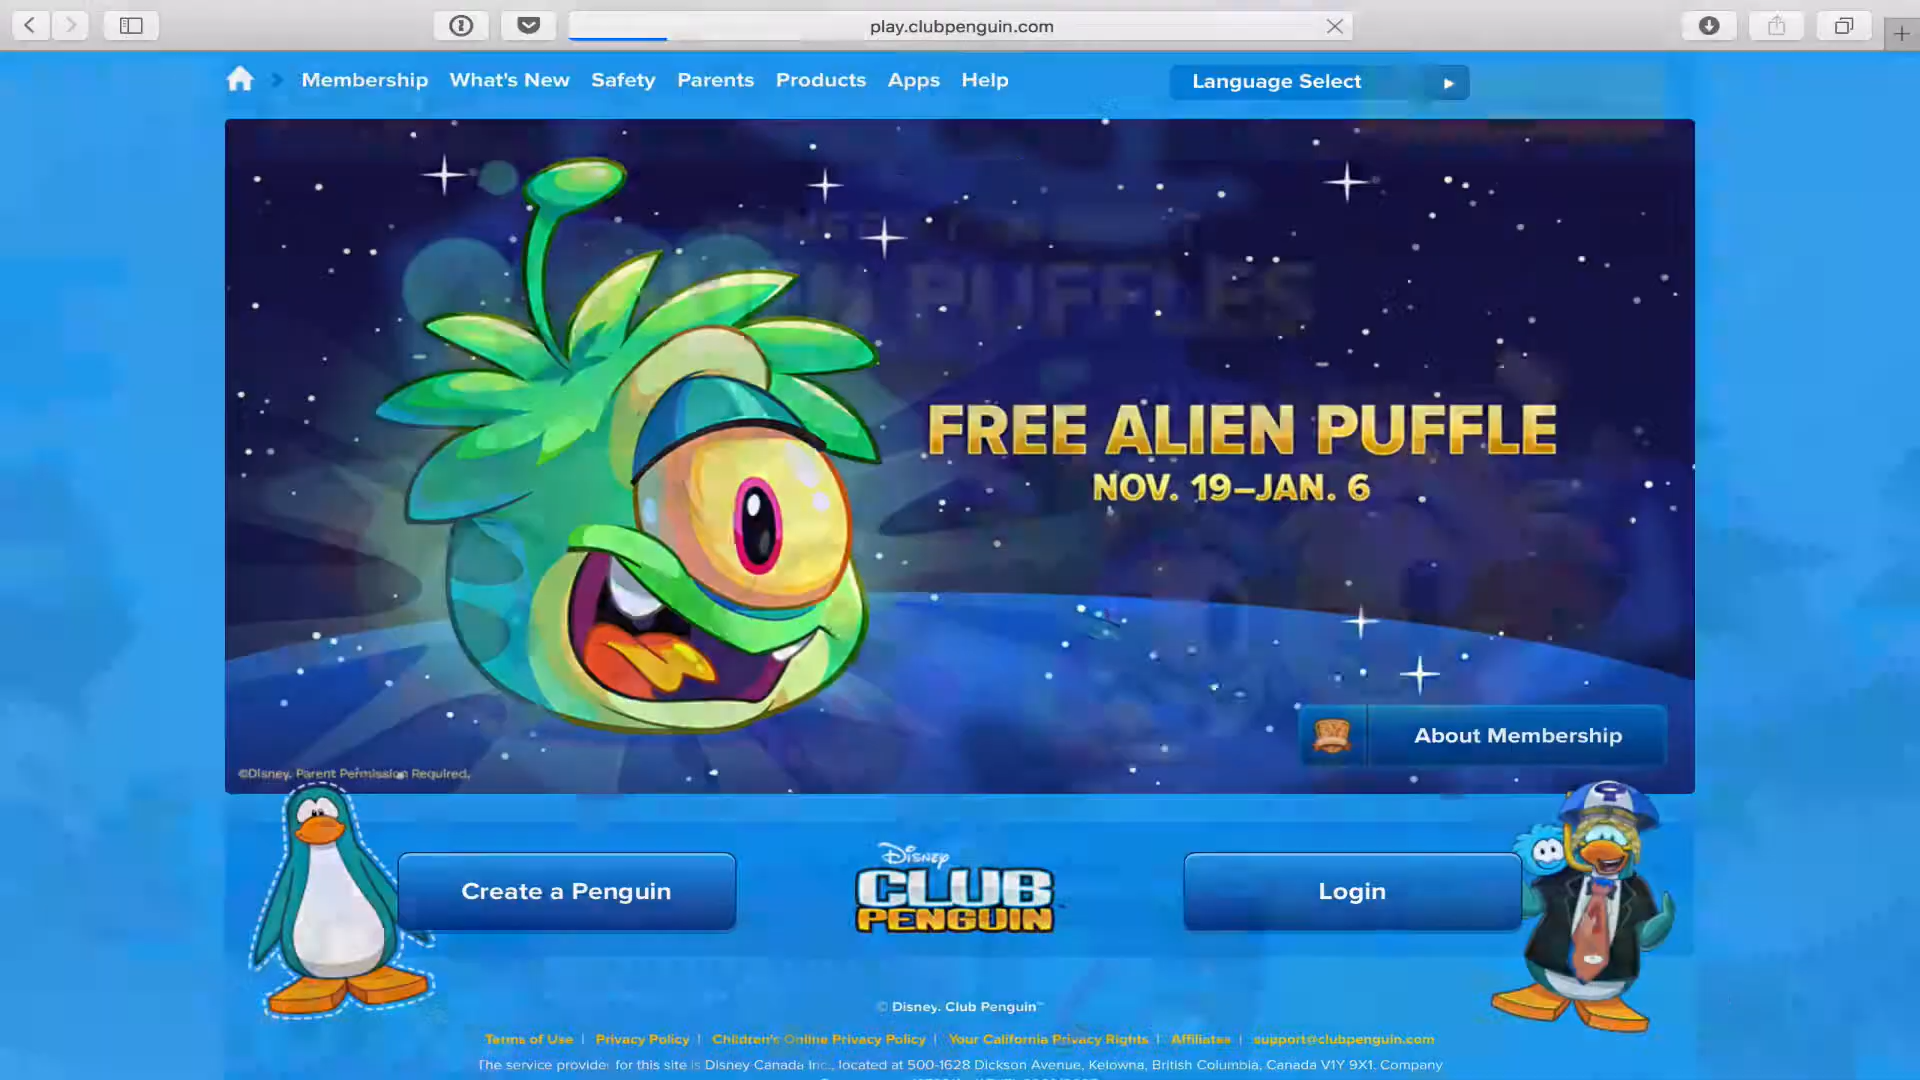 play.clubpenguin.com
Membership What's New Safety Parents Products Apps Help
Language Select
PUFFLES
FREE ALIEN PUFFLE
NOV. 19–JAN. 6
About Membership
©Disney. Parent Permission Required.
Create a Penguin
Disney
CLUB
PENGUIN
Login
© Disney. Club Penguin™
Terms of Use | Privacy Policy | Children's Online Privacy Policy | Your California Privacy Rights | Affiliates | support@clubpenguin.com
The service provider for this site is Disney Canada Inc., located at 500-1628 Dickson Avenue, Kelowna, British Columbia, Canada V1Y 9X1. Company